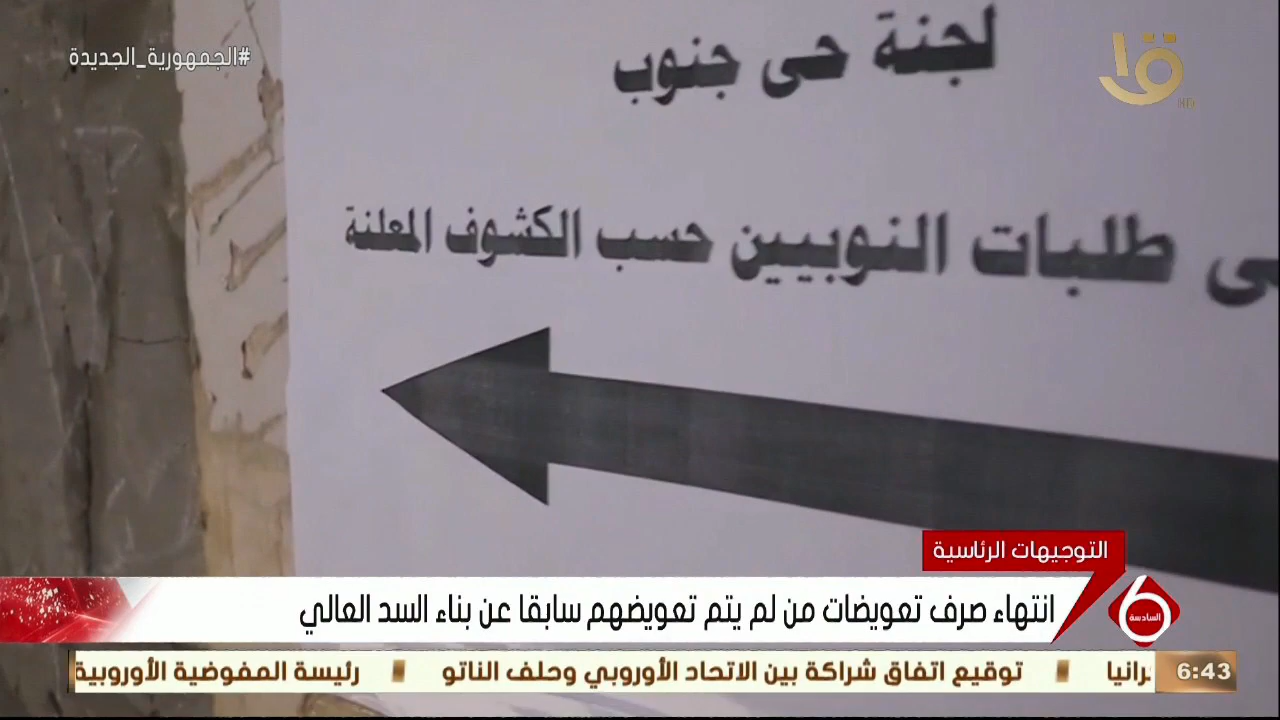 #الجمهورية_الجديدة
لجنة حى جنوب
طلبات النوبيين حسب الكشوف المعلنة
التوجيهات الرئاسية
انتهاء صرف تعويضات من لم يتم تعويضهم سابقا عن بناء السد العالي
السادسة
6:43 توقيع اتفاق شراكة بين الاتحاد الأوروبي وحلف الناتو رئيسة المفوضية الأوروبية
HD